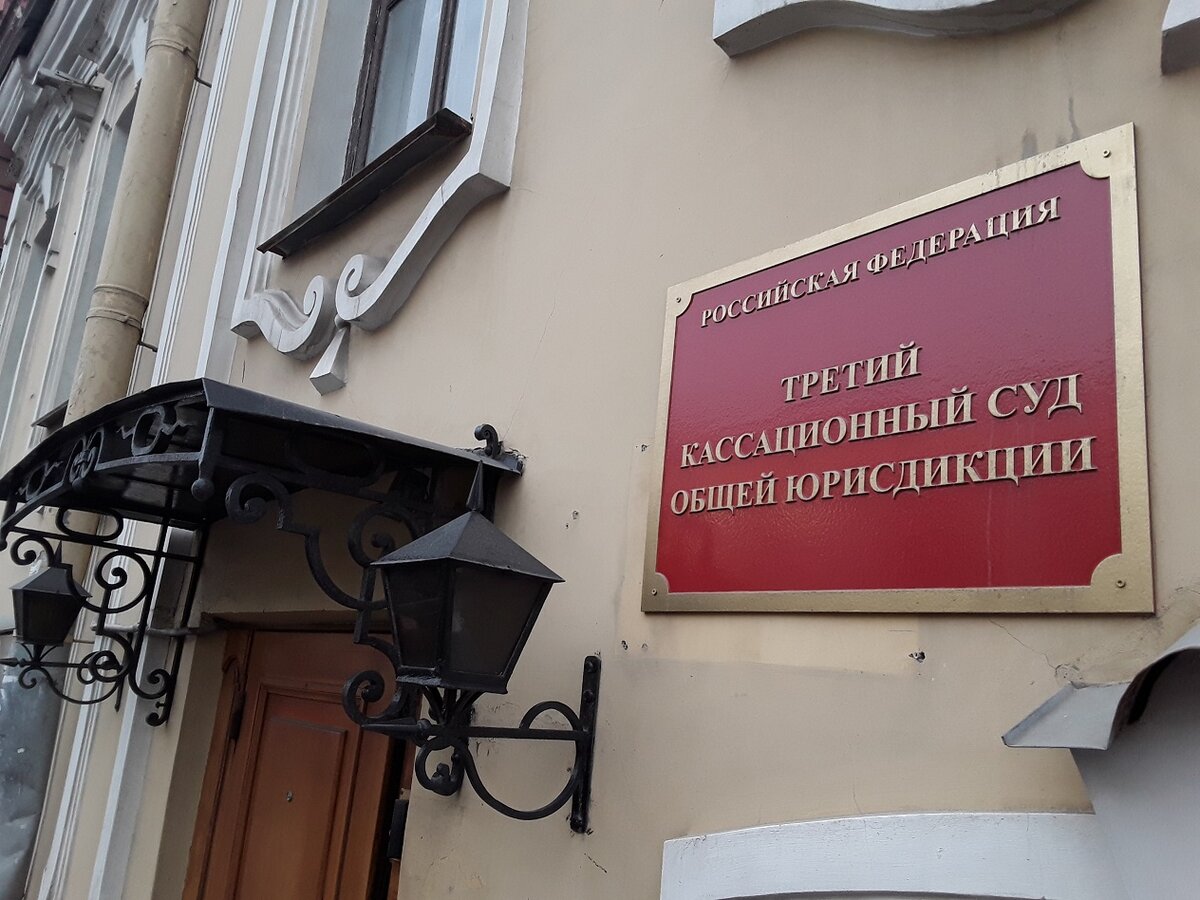 РОССИЙСКАЯ ФЕДЕРАЦИЯ
ТРЕТИЙ
КАССАЦИОННЫЙ СУД
ОБЩЕЙ ЮРИСДИКЦИИ